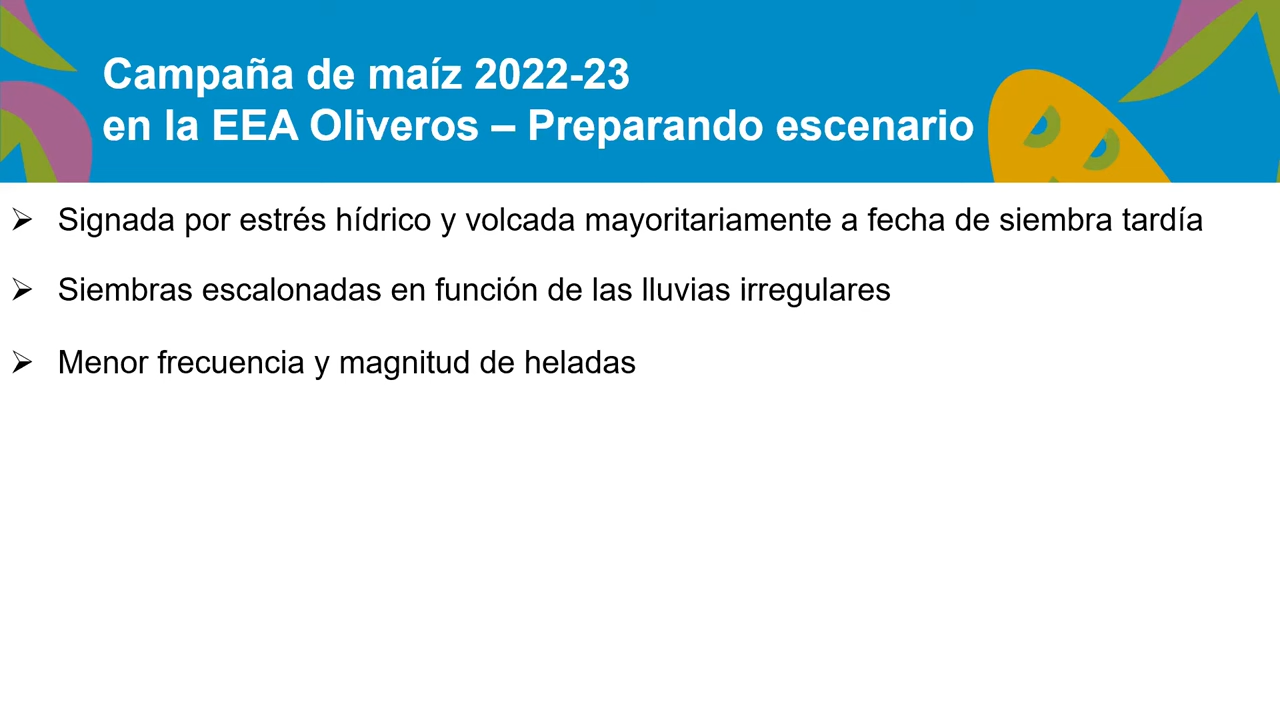 Campaña de maíz 2022-23
en la EEA Oliveros – Preparando escenario
➢ Signada por estrés hídrico y volcada mayoritariamente a fecha de siembra tardía
➢ Siembras escalonadas en función de las lluvias irregulares
➢ Menor frecuencia y magnitud de heladas